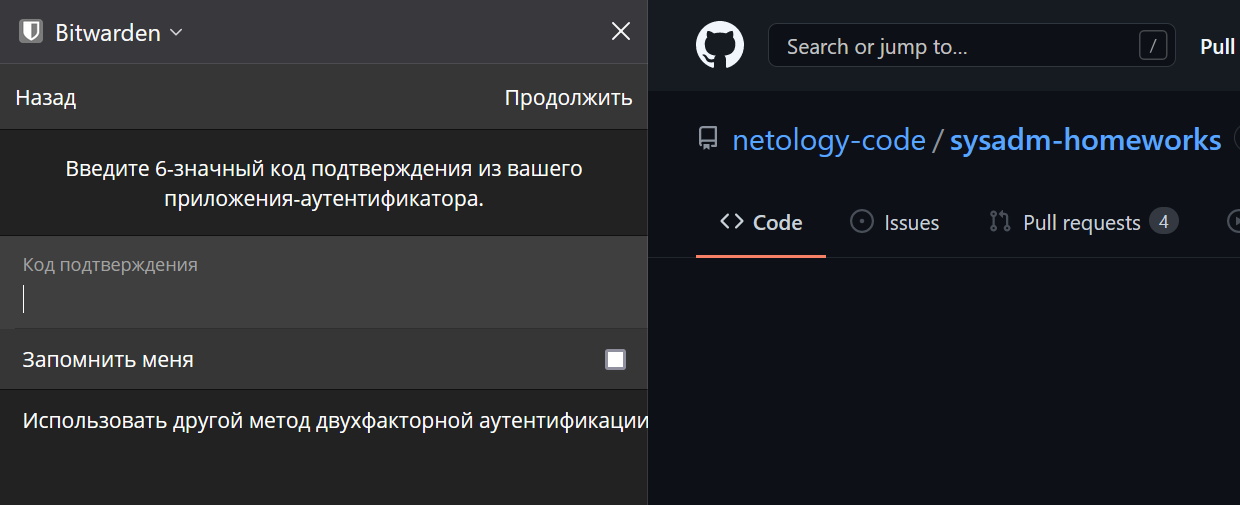 Bitwarden
Назад
Продолжить
Введите 6-значный код подтверждения из вашего
приложения-аутентификатора.
Код подтверждения
Запомнить меня
Использовать другой метод двухфакторной аутентификации
Search or jump to...
/
Pull
netology-code / sysadm-homeworks
Code
Issues
Pull requests 4